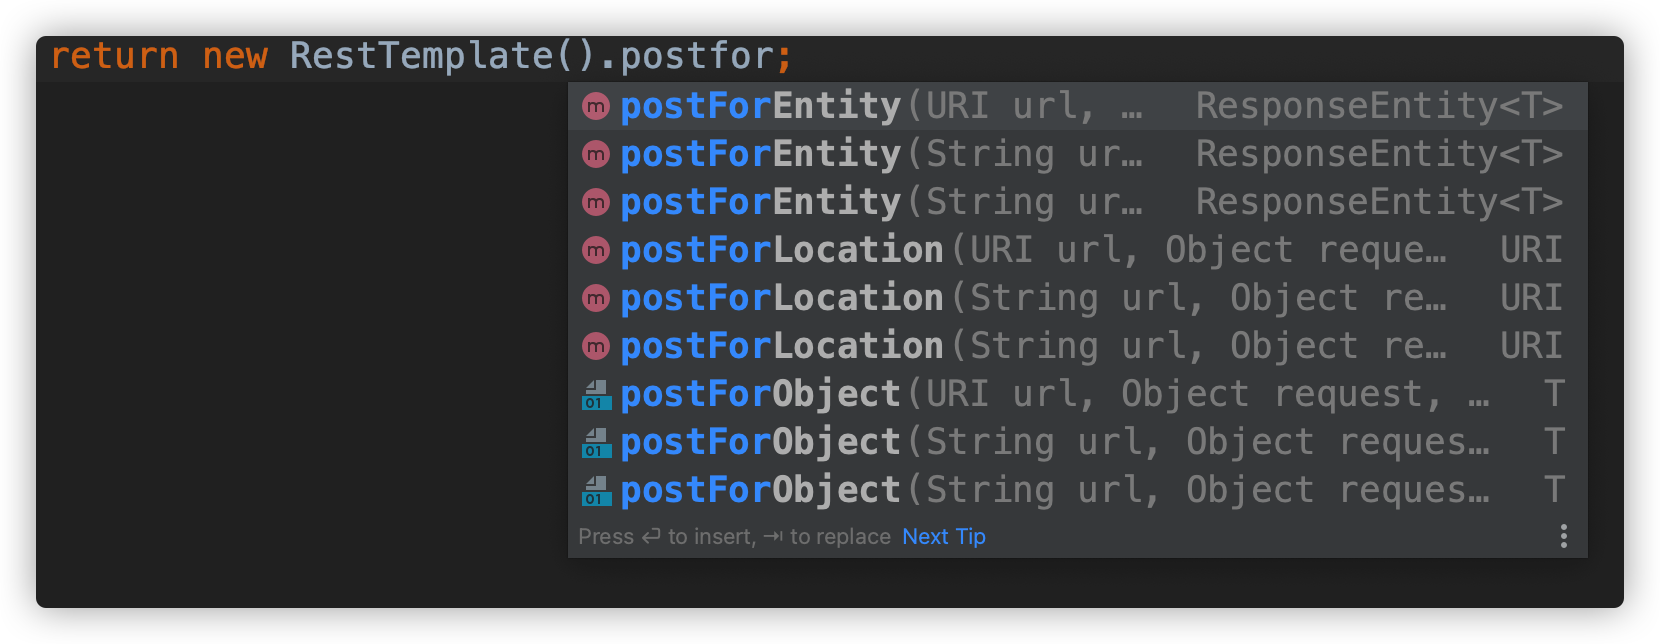 return new RestTemplate().postfor;
m postForEntity(URI url, … ResponseEntity<T>
m postForEntity(String ur… ResponseEntity<T>
m postForEntity(String ur… ResponseEntity<T>
m postForLocation(URI url, Object reque… URI
m postForLocation(String url, Object re… URI
m postForLocation(String url, Object re… URI
01 postForObject(URI url, Object request, … T
01 postForObject(String url, Object reques… T
01 postForObject(String url, Object reques… T
Press ↵ to insert, ⇥ to replace Next Tip